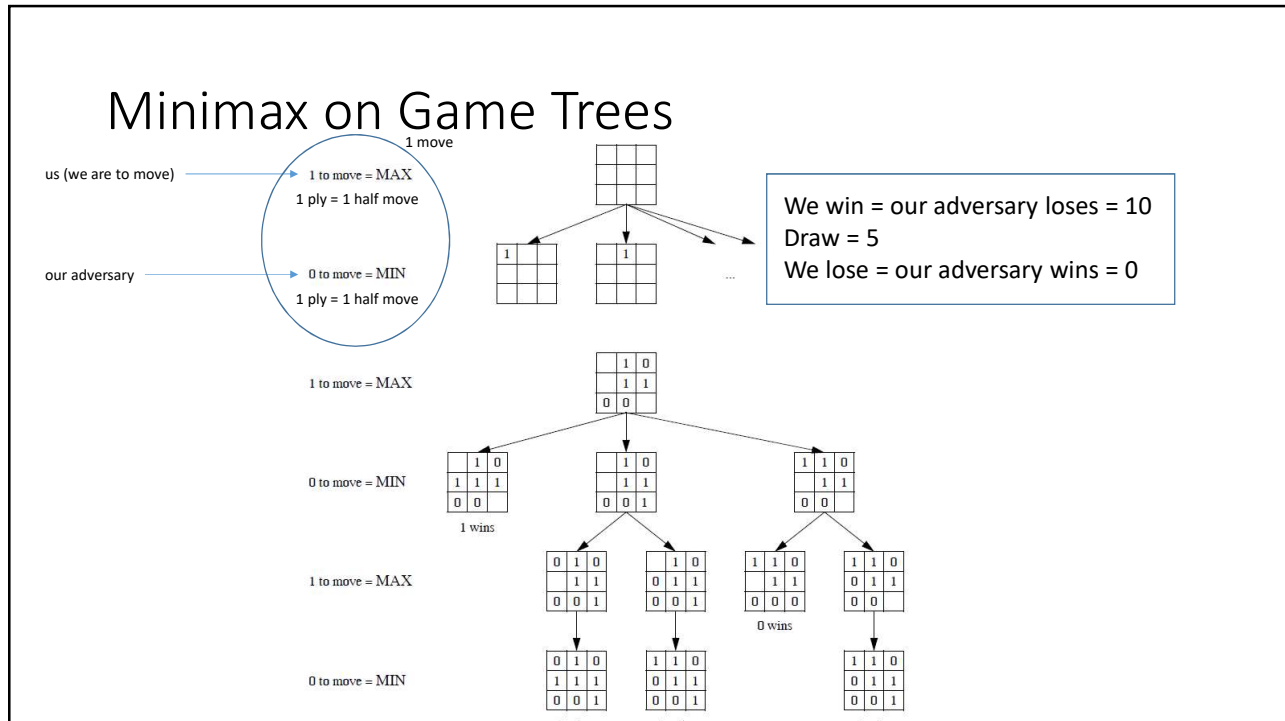 Minimax on Game Trees
1 move
us (we are to move)
1 to move = MAX
1 ply = 1 half move
We win = our adversary loses = 10
Draw = 5
We lose = our adversary wins = 0
1 1
our adversary
0 to move = MIN
...
1 ply = 1 half move
1 to move = MAX
1 0
1 1
0 0
0 to move = MIN
1 0 1 0 1 1 0
1 1 1 1 1 1 1
0 0 0 0 1 0 0
1 wins
1 to move = MAX
0 1 0 1 0 1 1 0 1 1 0
1 1 0 1 1 1 1 0 1 1
0 0 1 0 0 1 0 0 0 0 0
0 wins
0 to move = MIN
0 1 0 1 1 0 1 1 0
1 1 1 0 1 1 0 1 1
0 0 1 0 0 1 0 0 1